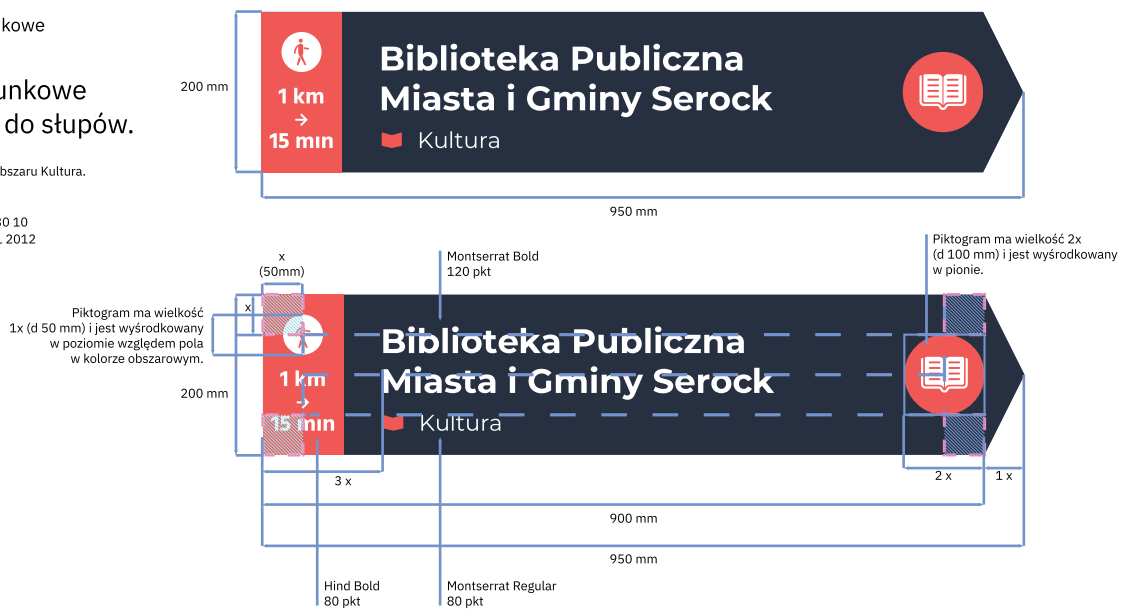 kowe
unkowe
do słupów.
bszaru Kultura.
30 10
. 2012
200 mm
1 km
→
15 min
Biblioteka Publiczna
Miasta i Gminy Serock
Kultura
950 mm
x
(50mm)
x
Montserrat Bold
120 pkt
Piktogram ma wielkość 2x
(d 100 mm) i jest wyśrodkowany
w pionie.
Piktogram ma wielkość
1x (d 50 mm) i jest wyśrodkowany
w poziomie względem pola
w kolorze obszarowym.
200 mm
1 km
→
15 min
Biblioteka Publiczna
Miasta i Gminy Serock
Kultura
3 x
2 x
1 x
900 mm
950 mm
Hind Bold
80 pkt
Montserrat Regular
80 pkt